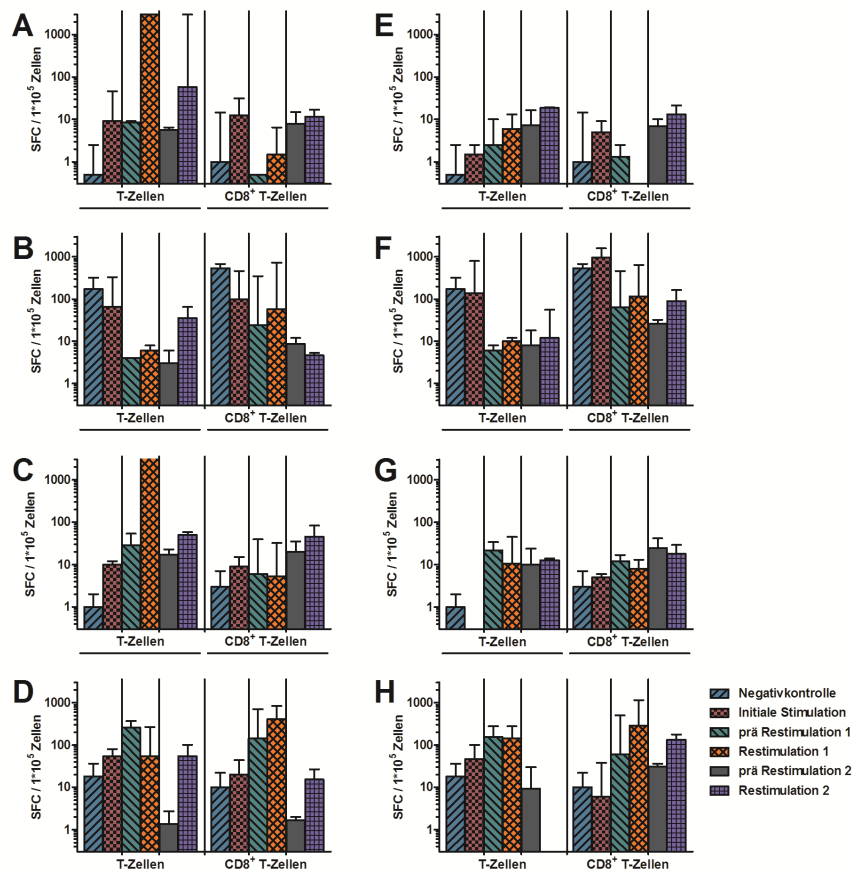 A
1000
100
10
1
SFC / 1*10⁵ Zellen
T-Zellen
CD8⁺ T-Zellen
E
1000
100
10
1
SFC / 1*10⁵ Zellen
T-Zellen
CD8⁺ T-Zellen
B
1000
100
10
1
SFC / 1*10⁵ Zellen
T-Zellen
CD8⁺ T-Zellen
F
1000
100
10
1
SFC / 1*10⁵ Zellen
T-Zellen
CD8⁺ T-Zellen
C
1000
100
10
1
SFC / 1*10⁵ Zellen
T-Zellen
CD8⁺ T-Zellen
G
1000
100
10
1
SFC / 1*10⁵ Zellen
T-Zellen
CD8⁺ T-Zellen
D
1000
100
10
1
SFC / 1*10⁵ Zellen
T-Zellen
CD8⁺ T-Zellen
H
1000
100
10
1
SFC / 1*10⁵ Zellen
T-Zellen
CD8⁺ T-Zellen
Negativkontrolle
Initiale Stimulation
prä Restimulation 1
Restimulation 1
prä Restimulation 2
Restimulation 2